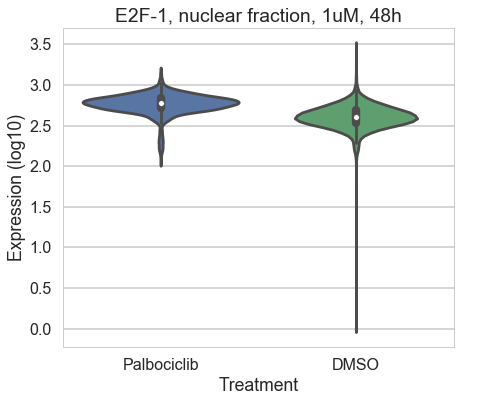 E2F-1, nuclear fraction, 1uM, 48h
3.5
3.0
2.5
2.0
1.5
1.0
0.5
0.0
Expression (log10)
Palbociclib DMSO
Treatment